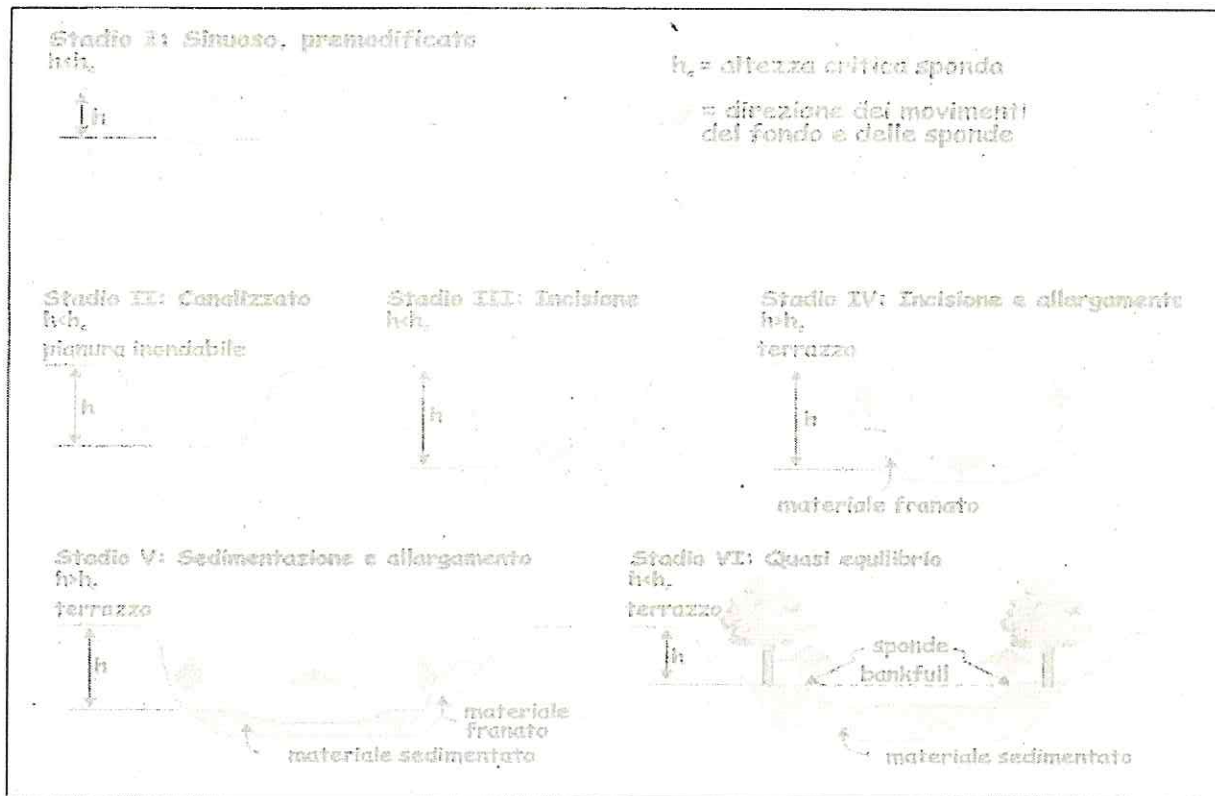 Stadio I: Sinuoso, premodificato
h<hc
h
hc = altezza critica sponda
= direzione dei movimenti
del fondo e delle sponde
Stadio II: Canalizzato
h<hc
pianura inondabile
h
Stadio III: Incisione
h<hc
h
Stadio IV: Incisione e allargamento
h>hc
terrazzo
h
materiale franato
Stadio V: Sedimentazione e allargamento
h>hc
terrazzo
h
materiale
franato
materiale sedimentato
Stadio VI: Quasi equilibrio
h<hc
terrazzo
h
sponde
bankfull
materiale sedimentato